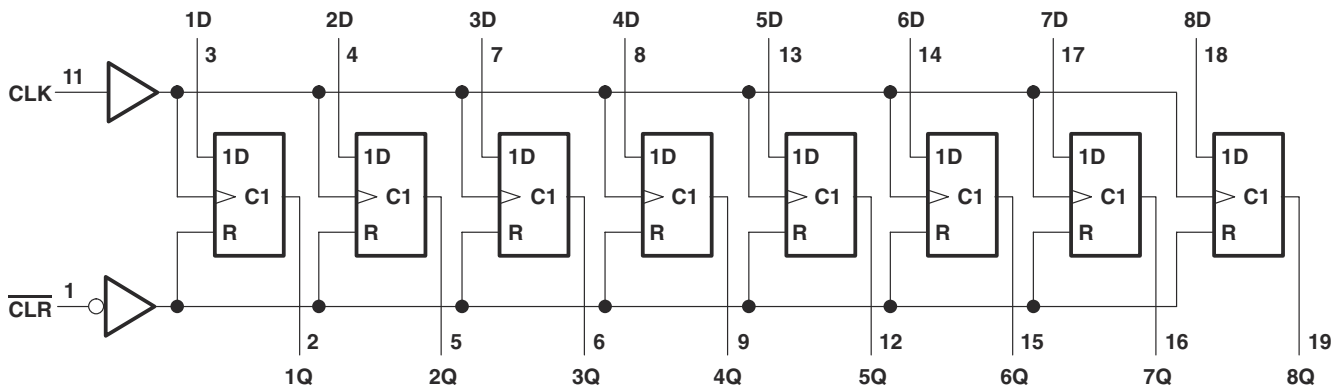 1D 2D 3D 4D 5D 6D 7D 8D
3 4 7 8 13 14 17 18
CLK 11
1D 1D 1D 1D 1D 1D 1D 1D
C1 C1 C1 C1 C1 C1 C1 C1
R R R R R R R R
CLR 1
2 5 6 9 12 15 16 19
1Q 2Q 3Q 4Q 5Q 6Q 7Q 8Q